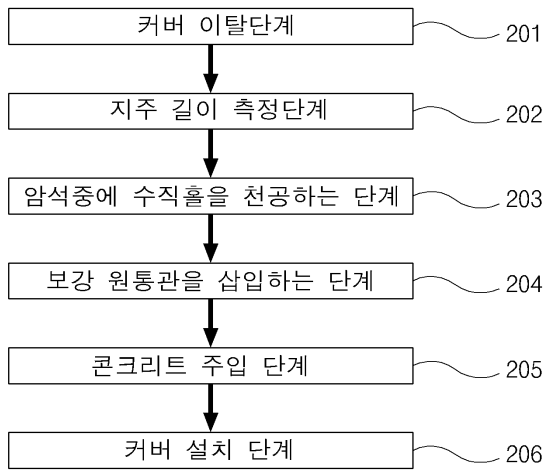 커버 이탈단계
201
지주 길이 측정단계
202
암석중에 수직홀을 천공하는 단계
203
보강 원통관을 삽입하는 단계
204
콘크리트 주입 단계
205
커버 설치 단계
206